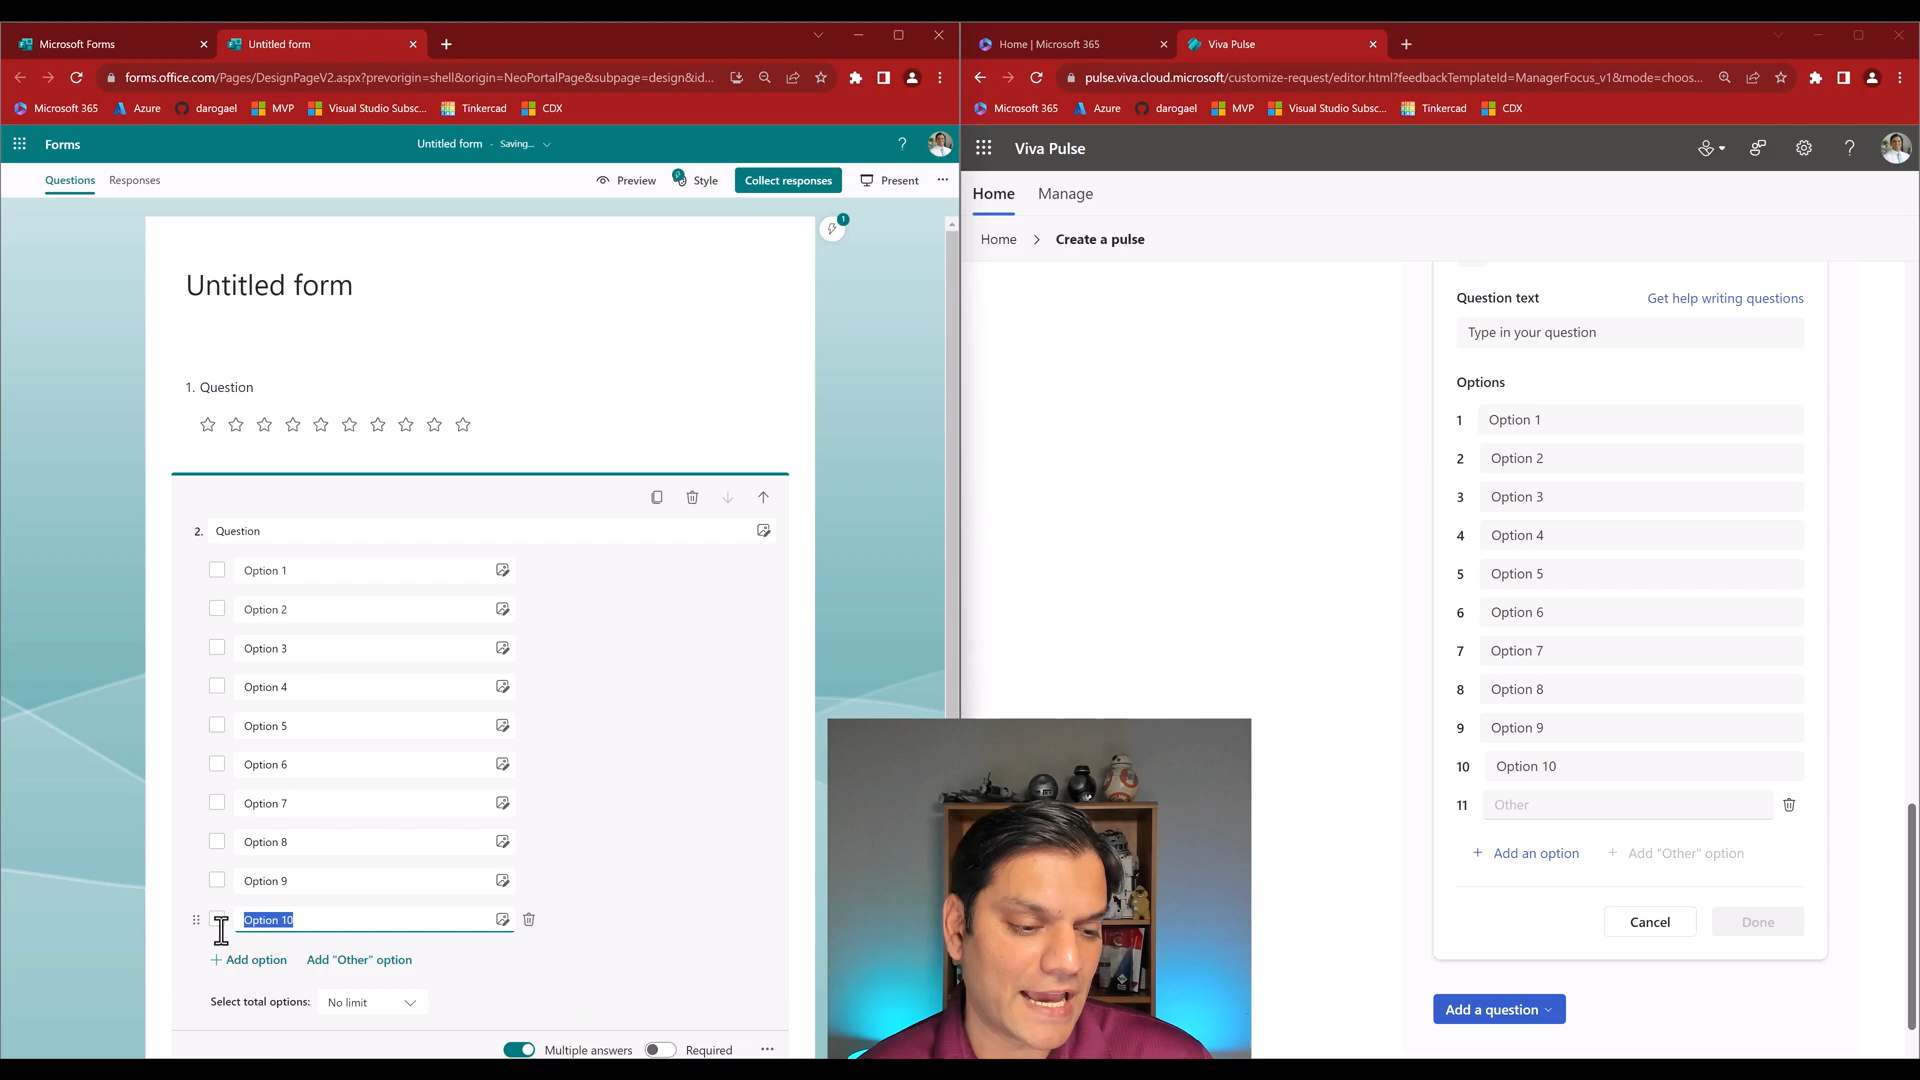 Microsoft Forms
Untitled form
forms.office.com/Pages/DesignPageV2.aspx?prevorigin=shell&origin=NeoPortalPage&subpage=design&id...
Microsoft 365
Azure
darogael
MVP
Visual Studio Subsc...
Tinkercad
CDX
Forms
Untitled form - Saving...
?
Questions
Responses
Preview
Style
Collect responses
Present
1
Untitled form
1. Question
2. Question
Option 1
Option 2
Option 3
Option 4
Option 5
Option 6
Option 7
Option 8
Option 9
Option 10
+ Add option
Add "Other" option
Select total options:
No limit
Multiple answers
Required
Home | Microsoft 365
Viva Pulse
pulse.viva.cloud.microsoft/customize-request/editor.html?feedbackTemplateId=ManagerFocus_v1&mode=choos...
Microsoft 365
Azure
darogael
MVP
Visual Studio Subsc...
Tinkercad
CDX
Viva Pulse
?
Home
Manage
Home > Create a pulse
Question text
Get help writing questions
Type in your question
Options
1 Option 1
2 Option 2
3 Option 3
4 Option 4
5 Option 5
6 Option 6
7 Option 7
8 Option 8
9 Option 9
10 Option 10
11 Other
+ Add an option
+ Add "Other" option
Cancel
Done
Add a question